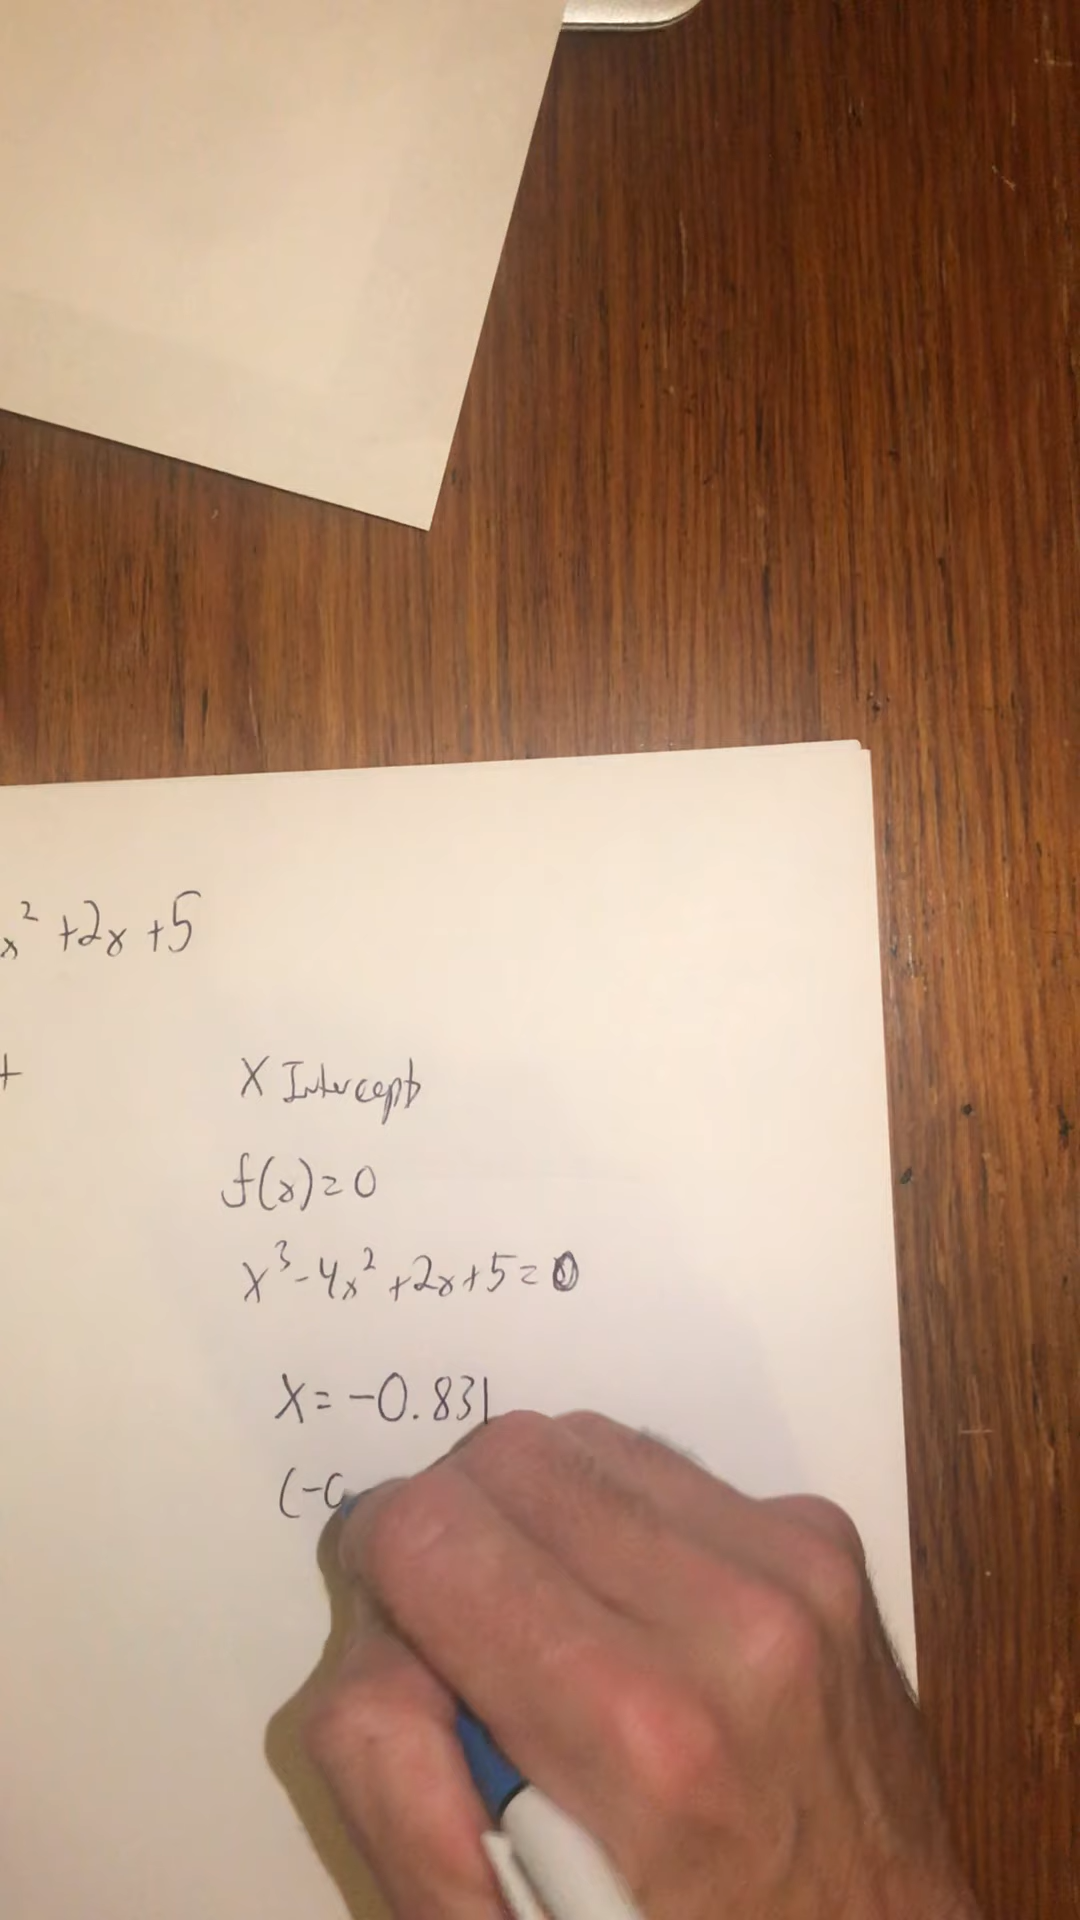 x² +2x +5
X Intercept
f(x)=0
x³-4x²+2x+5=0
X= -0.831
(-0